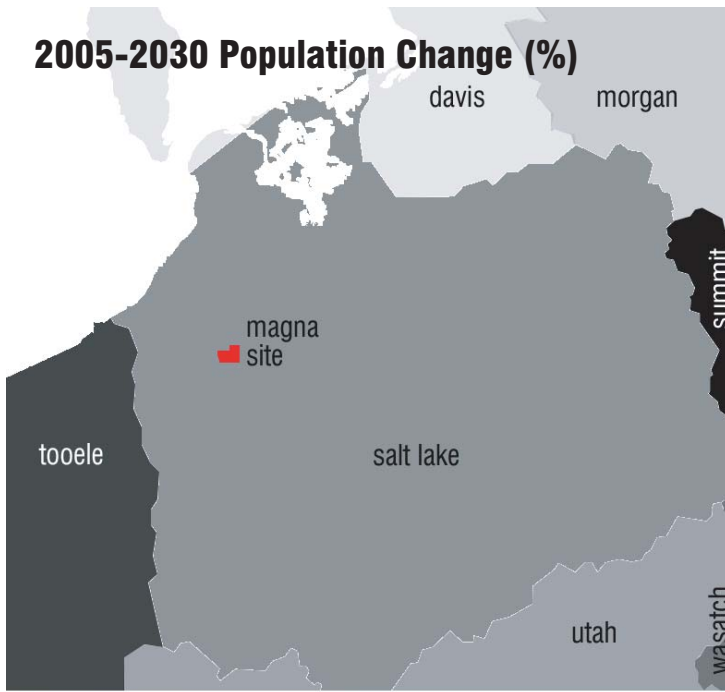 2005-2030 Population Change (%)
davis
morgan
summit
magna
site
tooele
salt lake
utah
wasatch